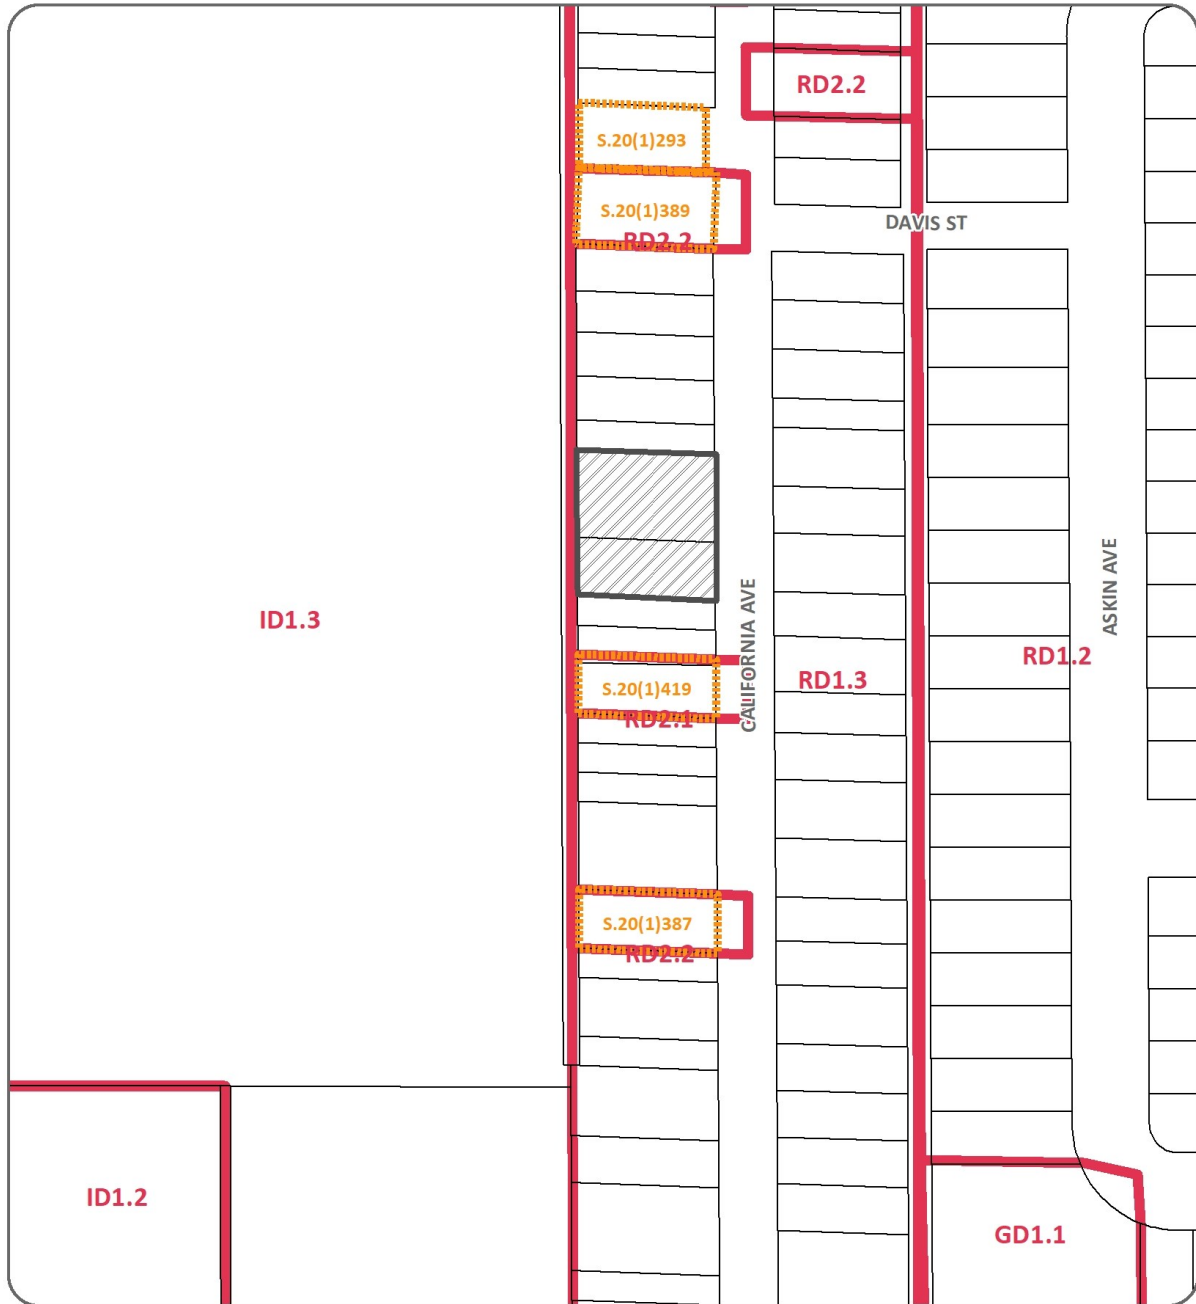 RD2.2
S.20(1)293
S.20(1)389
RD2.2
DAVIS ST
ID1.3
CALIFORNIA AVE
ASKIN AVE
RD1.2
RD1.3
S.20(1)419
RD2.1
S.20(1)387
RD2.2
ID1.2
GD1.1